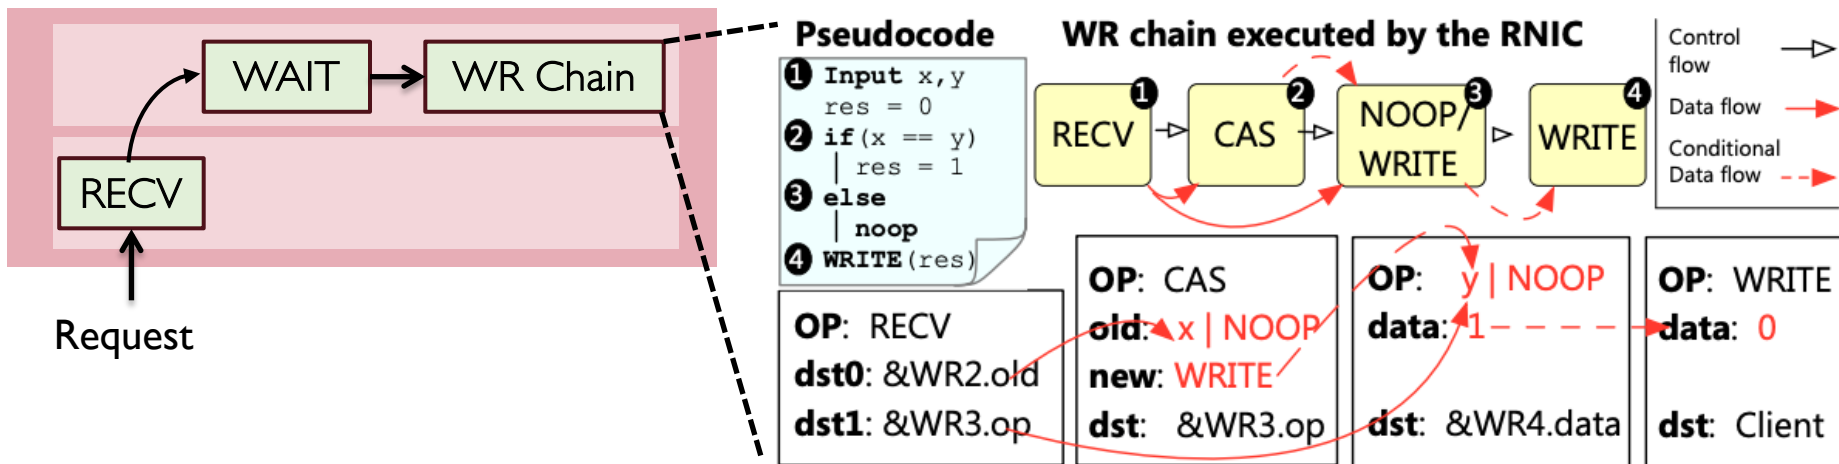 WAIT
WR Chain
RECV
Request
Pseudocode
1 Input x,y
res = 0
2 if(x == y)
| res = 1
3 else
| noop
4 WRITE(res)
WR chain executed by the RNIC
RECV 1
CAS 2
NOOP/ 3
WRITE
WRITE 4
Control
flow
Data flow
Conditional
Data flow
OP: RECV
dst0: &WR2.old
dst1: &WR3.op
OP: CAS
old: x | NOOP
new: WRITE
dst: &WR3.op
OP: y | NOOP
data: 1
dst: &WR4.data
OP: WRITE
data: 0
dst: Client